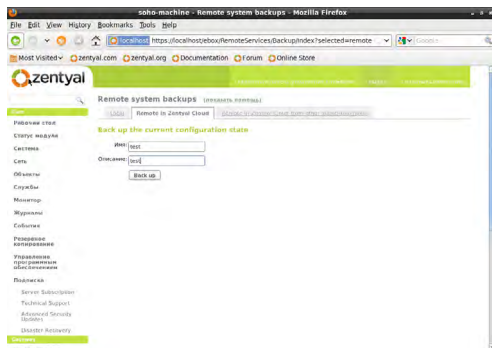 soho-machine - Remote system backups - Mozilla Firefox
File Edit View History Bookmarks Tools Help
localhost https://localhost/ebox/RemoteServices/Backup/index?selected=remote
Most Visited zentyal.com zentyal.org Documentation Forum Online Store
zentyal
Remote system backups (показать помощь)
Remote in Zentyal Cloud
Back up the current configuration state
Имя: test
Описание: test
Back up
Рабочий стол
Статус модуля
Система
Сеть
Объекты
Службы
Монитор
Журналы
События
Резервное
копирование
Управление
программным
обеспечением
Подписка
Server Subscription
Technical Support
Advanced Security
Updates
Disaster Recovery